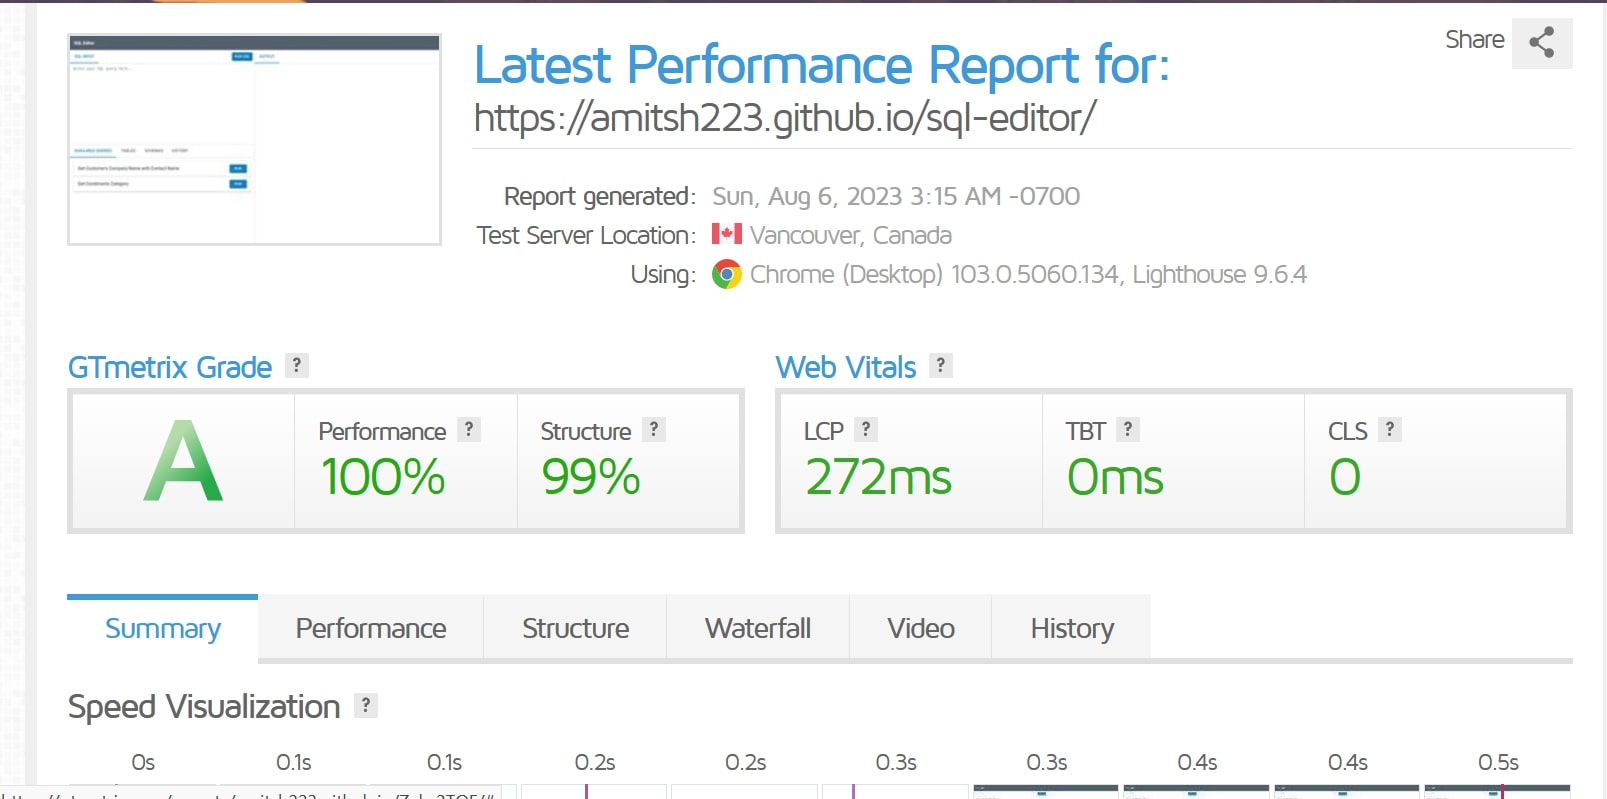 Share
Latest Performance Report for:
https://amitsh223.github.io/sql-editor/
Report generated: Sun, Aug 6, 2023 3:15 AM -0700
Test Server Location: Vancouver, Canada
Using: Chrome (Desktop) 103.0.5060.134, Lighthouse 9.6.4
GTmetrix Grade ?
Web Vitals ?
A
Performance ?
100%
Structure ?
99%
LCP ?
272ms
TBT ?
0ms
CLS ?
0
Summary Performance Structure Waterfall Video History
Speed Visualization ?
0s 0.1s 0.1s 0.2s 0.2s 0.3s 0.3s 0.4s 0.4s 0.5s